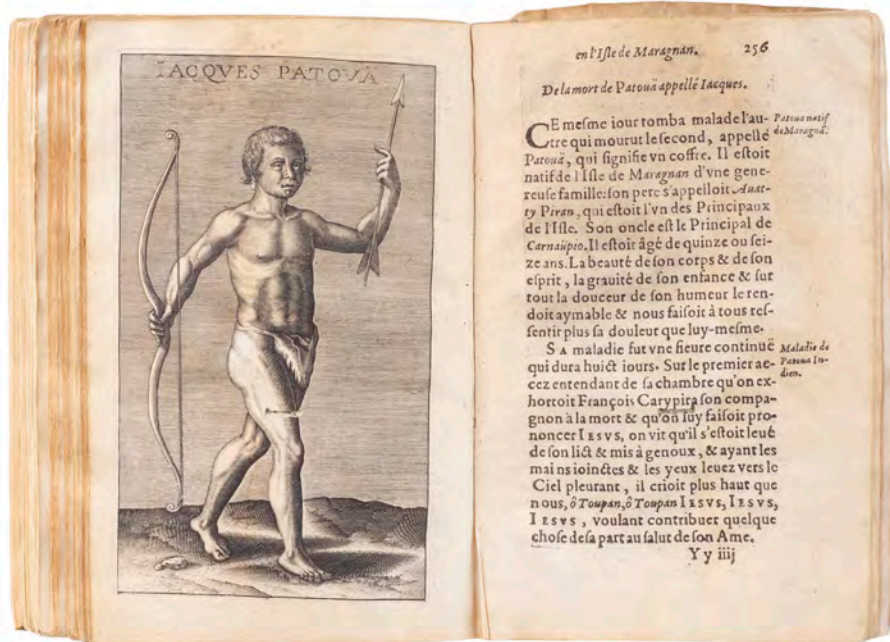 IACQVES PATOVÄ
en l'Isle de Maragnan. 256
De la mort de Patouä appellé Iacques.
CE mesme iour tomba malade l'au-
tre qui mourut le second, appellé
Patouä, qui signifie vn coffre. Il estoit
natif de l'Isle de Maragnan d'vne gene-
reuse famille: son pere s'appelloit Auat-
ty Piran, qui estoit l'vn des Principaux
de l'Isle. Son oncle est le Principal de
Carnaüpio. Il estoit âgé de quinze ou sei-
ze ans. La beauté de son corps & de son
esprit, la grauité de son enfance & sur
tout la douceur de son humeur le ren-
doit aymable & nous faisoit à tous res-
sentir plus sa douleur que luy-mesme.
Patoua natif
de Maragnã.
SA maladie fut vne fieure continuë
qui dura huict iours. Sur le premier ac-
cez entendant de sa chambre qu'on ex-
hortoit François Carypira son compa-
gnon à la mort & qu'on luy faisoit pro-
noncer IESVS, on vit qu'il s'estoit leué
de son lict & mis à genoux, & ayant les
mains ioinctes & les yeux leuez vers le
Ciel pleurant, il crioit plus haut que
nous, ô Toupan, ô Toupan IESVS, IESVS,
IESVS, voulant contribuer quelque
chose de sa part au salut de son Ame.
Maladie de
Patoua In-
dien.
Yy iiij